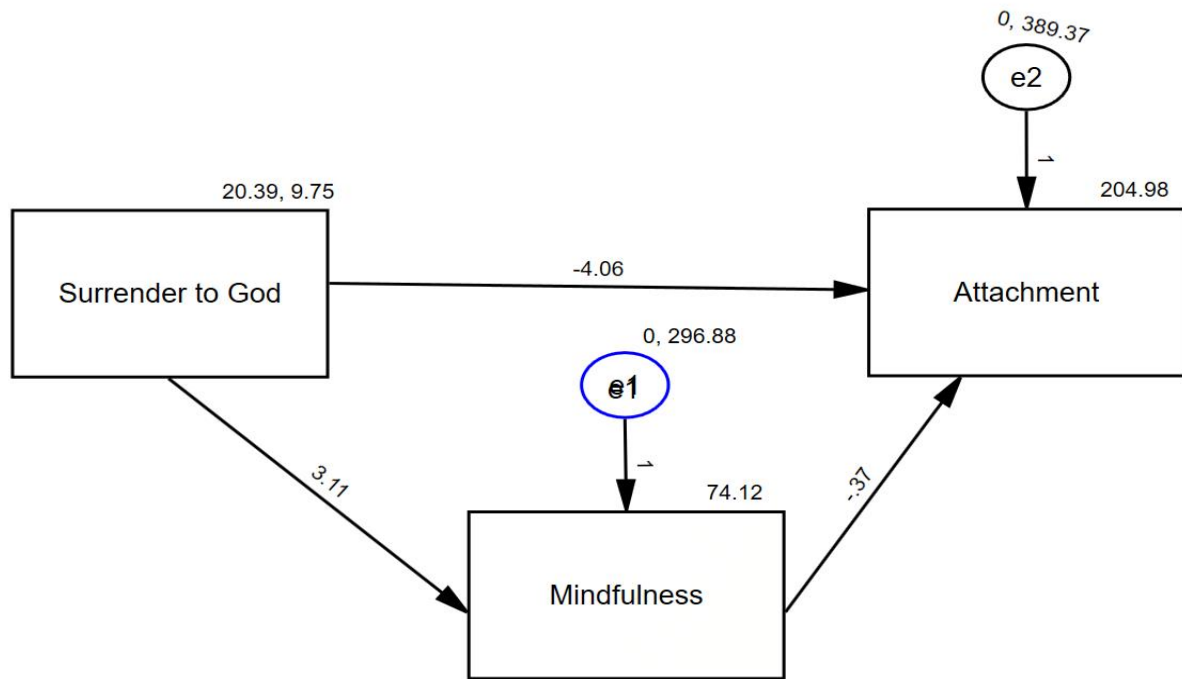 0, 389.37
e2
1
20.39, 9.75
204.98
Surrender to God
-4.06
Attachment
0, 296.88
e1
1
3.11
-.37
74.12
Mindfulness